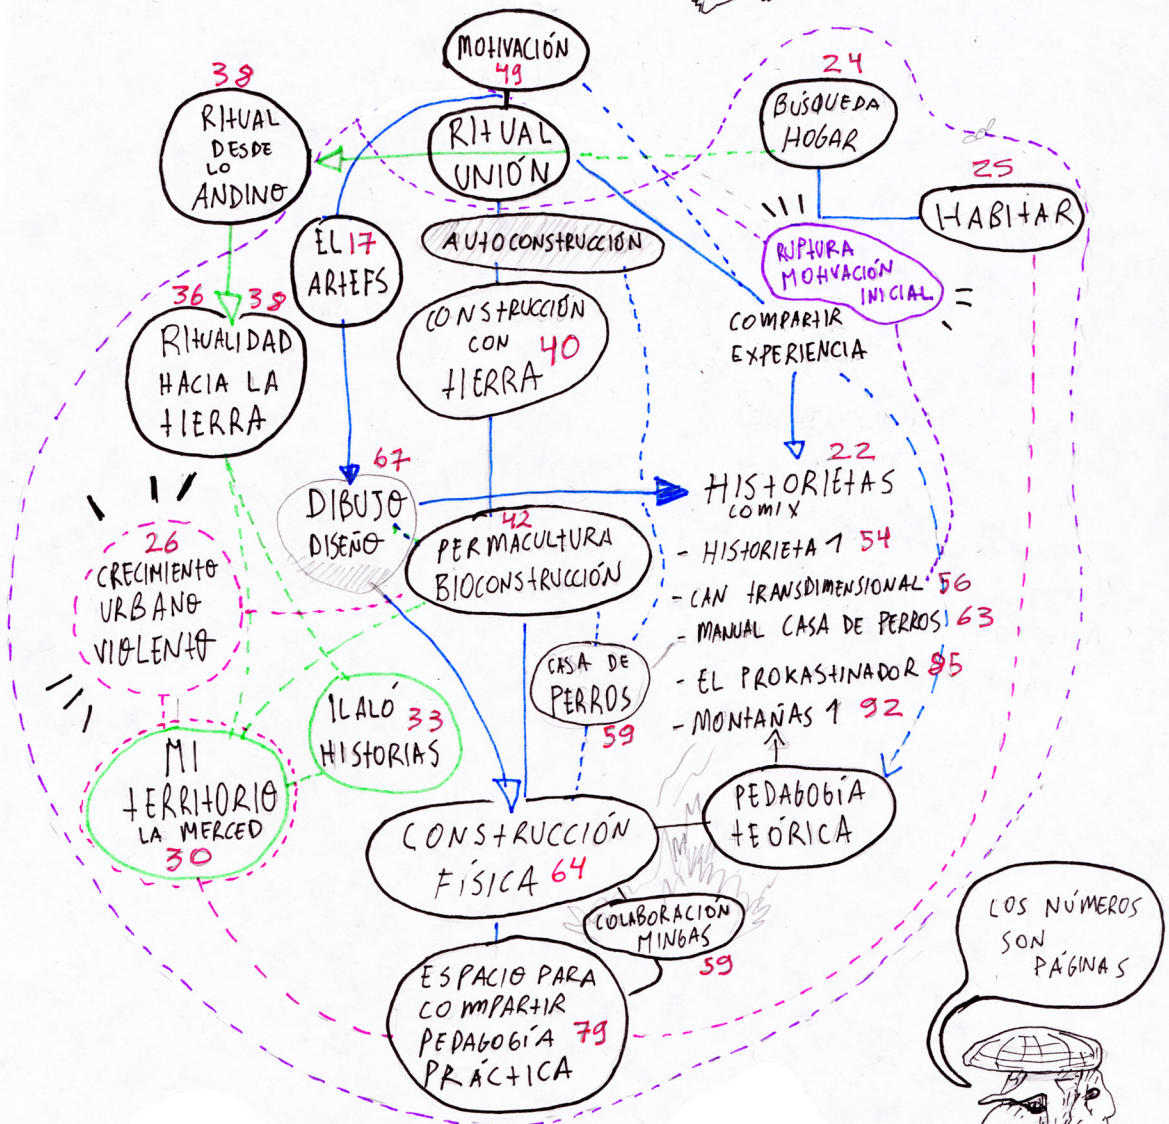 MOTIVACIÓN
49
RITUAL
UNIÓN
38
RITUAL
DESDE
LO
ANDINO
24
BÚSQUEDA
HOGAR
25
HABITAR
EL 17
ARTEFS
AUTOCONSTRUCCIÓN
RUPTURA
MOTIVACIÓN
INICIAL
36 38
RITUALIDAD
HACIA LA
TIERRA
CONSTRUCCIÓN
CON
TIERRA 40
COMPARTIR
EXPERIENCIA
67
DIBUJO
DISEÑO
22
HISTORIETAS
COMIX
- HISTORIETA 1 54
- CAN TRANSDIMENSIONAL 56
- MANUAL CASA DE PERROS 63
- EL PROKASTINADOR 85
- MONTAÑAS 1 92
42
PERMACULTURA
BIOCONSTRUCCIÓN
26
CRECIMIENTO
URBANO
VIOLENTO
CASA DE
PERROS
59
ILALÓ
33
HISTORIAS
MI
TERRITORIO
LA MERCED
30
CONSTRUCCIÓN
FÍSICA 64
PEDAGOGÍA
TEÓRICA
COLABORACIÓN
MINGAS
59
ESPACIO PARA
COMPARTIR
PEDAGOGÍA 79
PRÁCTICA
LOS NÚMEROS
SON
PÁGINAS